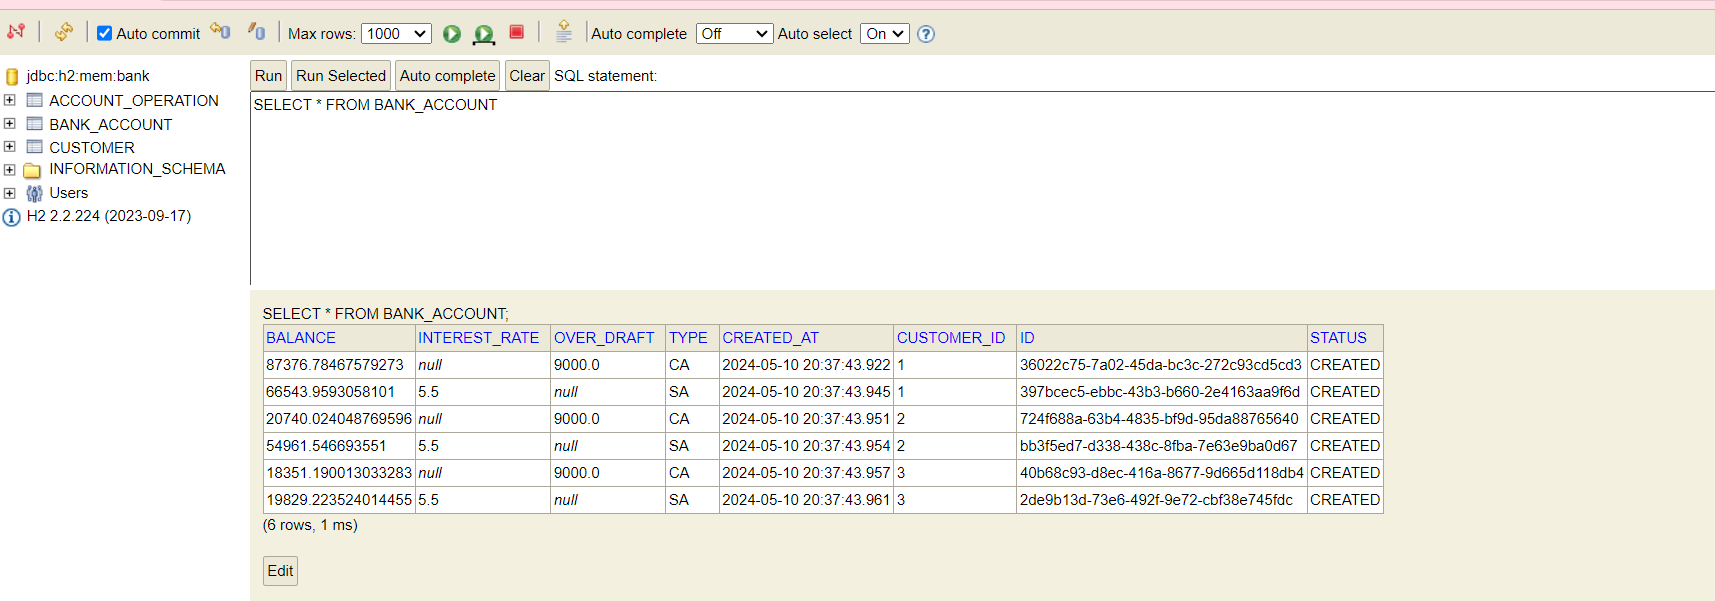 Auto commit Max rows: 1000 Auto complete Off Auto select On ?
jdbc:h2:mem:bank
ACCOUNT_OPERATION
BANK_ACCOUNT
CUSTOMER
INFORMATION_SCHEMA
Users
H2 2.2.224 (2023-09-17)
Run Run Selected Auto complete Clear SQL statement:
SELECT * FROM BANK_ACCOUNT
SELECT * FROM BANK_ACCOUNT;
BALANCE INTEREST_RATE OVER_DRAFT TYPE CREATED_AT CUSTOMER_ID ID STATUS
87376.78467579273 null 9000.0 CA 2024-05-10 20:37:43.922 1 36022c75-7a02-45da-bc3c-272c93cd5cd3 CREATED
66543.9593058101 5.5 null SA 2024-05-10 20:37:43.945 1 397bcec5-ebbc-43b3-b660-2e4163aa9f6d CREATED
20740.024048769596 null 9000.0 CA 2024-05-10 20:37:43.951 2 724f688a-63b4-4835-bf9d-95da88765640 CREATED
54961.546693551 5.5 null SA 2024-05-10 20:37:43.954 2 bb3f5ed7-d338-438c-8fba-7e63e9ba0d67 CREATED
18351.190013033283 null 9000.0 CA 2024-05-10 20:37:43.957 3 40b68c93-d8ec-416a-8677-9d665d118db4 CREATED
19829.223524014455 5.5 null SA 2024-05-10 20:37:43.961 3 2de9b13d-73e6-492f-9e72-cbf38e745fdc CREATED
(6 rows, 1 ms)
Edit